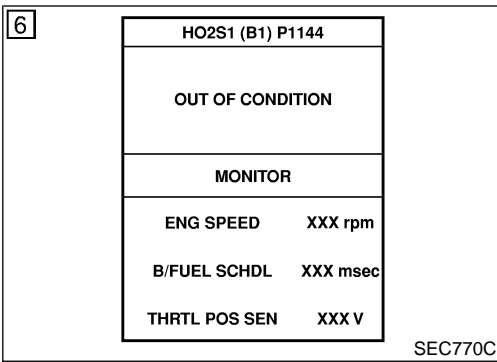 6
HO2S1 (B1) P1144
OUT OF CONDITION
MONITOR
ENG SPEED XXX rpm
B/FUEL SCHDL XXX msec
THRTL POS SEN XXX V
SEC770C